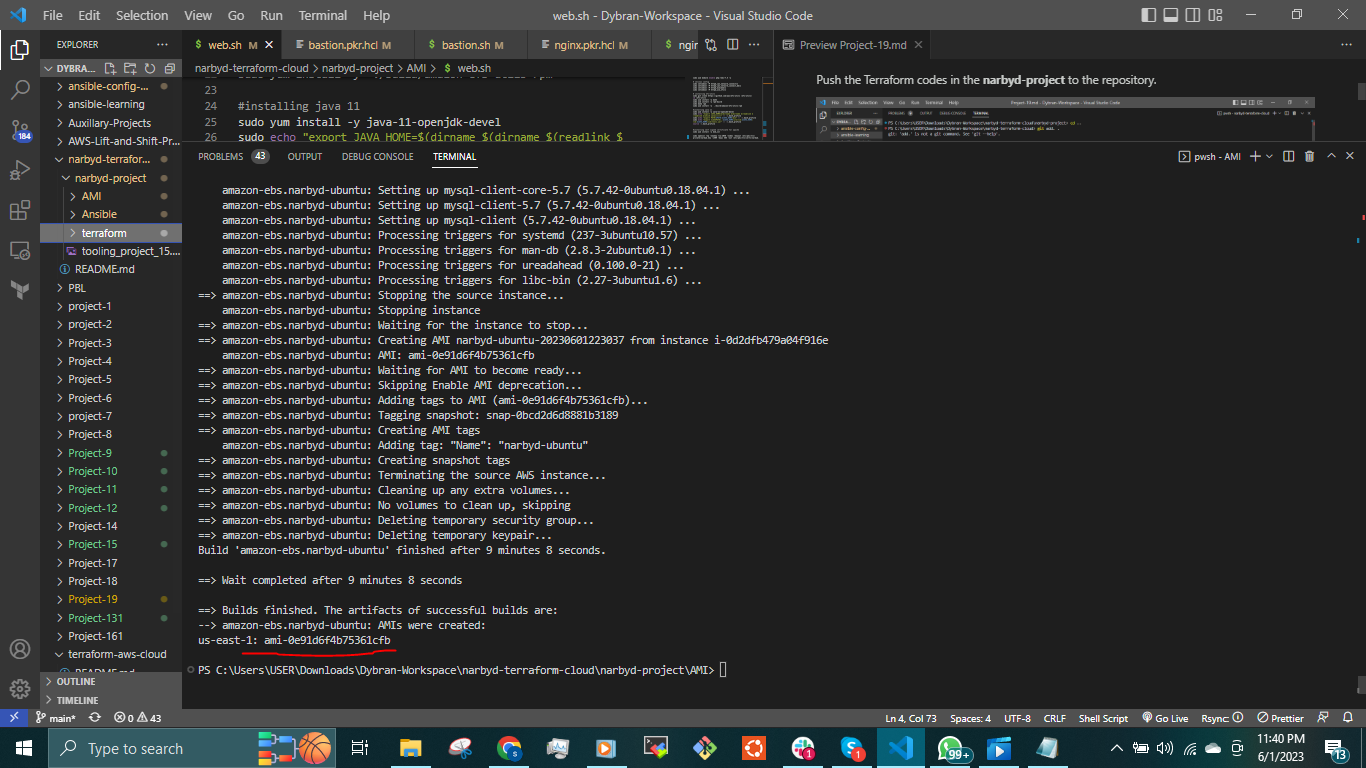 File Edit Selection View Go Run Terminal Help
web.sh - Dybran-Workspace - Visual Studio Code
EXPLORER
$ web.sh M
bastion.pkr.hcl M
$ bastion.sh M
nginx.pkr.hcl M
$ ngir
Preview Project-19.md
DYBRA...
narbyd-terraform-cloud > narbyd-project > AMI > $ web.sh
ansible-config-...
ansible-learning
Auxillary-Projects
AWS-Lift-and-Shift-Pr...
narbyd-terrafor...
narbyd-project
AMI
Ansible
terraform
tooling_project_15....
README.md
PBL
project-1
project-2
Project-3
Project-4
Project-5
Project-6
project-7
Project-8
Project-9
Project-10
Project-11
Project-12
Project-14
Project-15
Project-17
Project-18
Project-19
Project-131
Project-161
terraform-aws-cloud
README.md
OUTLINE
TIMELINE
184
23
24 #installing java 11
25 sudo yum install -y java-11-openjdk-devel
26 sudo echo "export JAVA_HOME=$(dirname $(dirname $(readlink $
Push the Terraform codes in the narbyd-project to the repository.
PROBLEMS 43 OUTPUT DEBUG CONSOLE TERMINAL
pwsh - AMI
amazon-ebs.narbyd-ubuntu: Setting up mysql-client-core-5.7 (5.7.42-0ubuntu0.18.04.1) ...
amazon-ebs.narbyd-ubuntu: Setting up mysql-client-5.7 (5.7.42-0ubuntu0.18.04.1) ...
amazon-ebs.narbyd-ubuntu: Setting up mysql-client (5.7.42-0ubuntu0.18.04.1) ...
amazon-ebs.narbyd-ubuntu: Processing triggers for systemd (237-3ubuntu10.57) ...
amazon-ebs.narbyd-ubuntu: Processing triggers for man-db (2.8.3-2ubuntu0.1) ...
amazon-ebs.narbyd-ubuntu: Processing triggers for ureadahead (0.100.0-21) ...
amazon-ebs.narbyd-ubuntu: Processing triggers for libc-bin (2.27-3ubuntu1.6) ...
==> amazon-ebs.narbyd-ubuntu: Stopping the source instance...
amazon-ebs.narbyd-ubuntu: Stopping instance
==> amazon-ebs.narbyd-ubuntu: Waiting for the instance to stop...
==> amazon-ebs.narbyd-ubuntu: Creating AMI narbyd-ubuntu-20230601223037 from instance i-0d2dfb479a04f916e
amazon-ebs.narbyd-ubuntu: AMI: ami-0e91d6f4b75361cfb
==> amazon-ebs.narbyd-ubuntu: Waiting for AMI to become ready...
==> amazon-ebs.narbyd-ubuntu: Skipping Enable AMI deprecation...
==> amazon-ebs.narbyd-ubuntu: Adding tags to AMI (ami-0e91d6f4b75361cfb)...
==> amazon-ebs.narbyd-ubuntu: Tagging snapshot: snap-0bcd2d6d8881b3189
==> amazon-ebs.narbyd-ubuntu: Creating AMI tags
amazon-ebs.narbyd-ubuntu: Adding tag: "Name": "narbyd-ubuntu"
==> amazon-ebs.narbyd-ubuntu: Creating snapshot tags
==> amazon-ebs.narbyd-ubuntu: Terminating the source AWS instance...
==> amazon-ebs.narbyd-ubuntu: Cleaning up any extra volumes...
==> amazon-ebs.narbyd-ubuntu: No volumes to clean up, skipping
==> amazon-ebs.narbyd-ubuntu: Deleting temporary security group...
==> amazon-ebs.narbyd-ubuntu: Deleting temporary keypair...
Build 'amazon-ebs.narbyd-ubuntu' finished after 9 minutes 8 seconds.
==> Wait completed after 9 minutes 8 seconds
==> Builds finished. The artifacts of successful builds are:
--> amazon-ebs.narbyd-ubuntu: AMIs were created:
us-east-1: ami-0e91d6f4b75361cfb
PS C:\Users\USER\Downloads\Dybran-Workspace\narbyd-terraform-cloud\narbyd-project\AMI>
main* 0 43
Ln 4, Col 73 Spaces: 4 UTF-8 CRLF Shell Script Go Live Rsync: Prettier
Type to search
1
1
99+
11:40 PM
6/1/2023
13